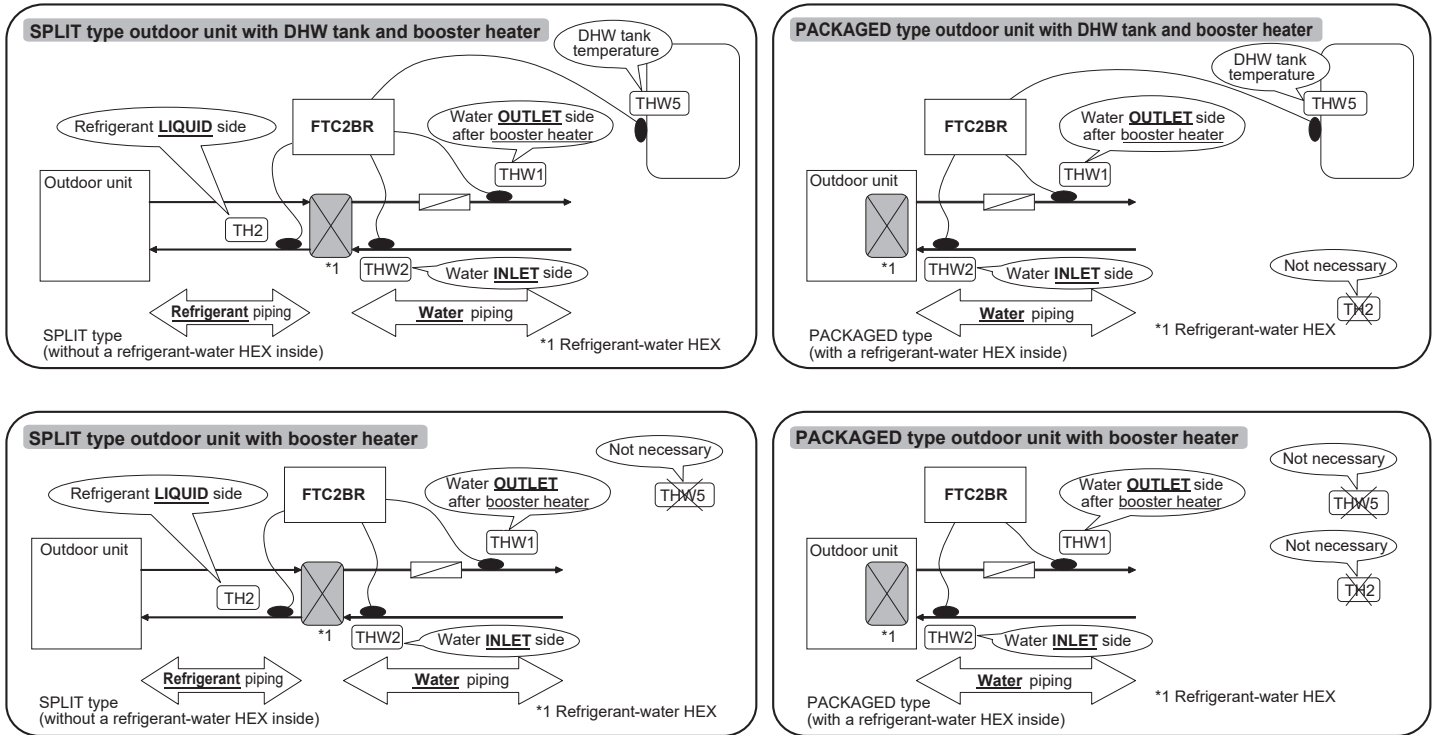 SPLIT type outdoor unit with DHW tank and booster heater
DHW tank
temperature
THW5
Refrigerant LIQUID side
FTC2BR
Water OUTLET side
after booster heater
THW1
Outdoor unit
TH2
*1
THW2
Water INLET side
Refrigerant piping
Water piping
SPLIT type
(without a refrigerant-water HEX inside)
*1 Refrigerant-water HEX
PACKAGED type outdoor unit with DHW tank and booster heater
DHW tank
temperature
THW5
FTC2BR
Water OUTLET side
after booster heater
THW1
Outdoor unit
*1
THW2
Water INLET side
Not necessary
TH2
Water piping
PACKAGED type
(with a refrigerant-water HEX inside)
*1 Refrigerant-water HEX
SPLIT type outdoor unit with booster heater
Not necessary
THW5
Refrigerant LIQUID side
FTC2BR
Water OUTLET
after booster heater
THW1
Outdoor unit
TH2
*1
THW2
Water INLET side
Refrigerant piping
Water piping
SPLIT type
(without a refrigerant-water HEX inside)
*1 Refrigerant-water HEX
PACKAGED type outdoor unit with booster heater
Not necessary
THW5
FTC2BR
Water OUTLET side
after booster heater
THW1
Not necessary
TH2
Outdoor unit
*1
THW2
Water INLET side
Water piping
PACKAGED type
(with a refrigerant-water HEX inside)
*1 Refrigerant-water HEX